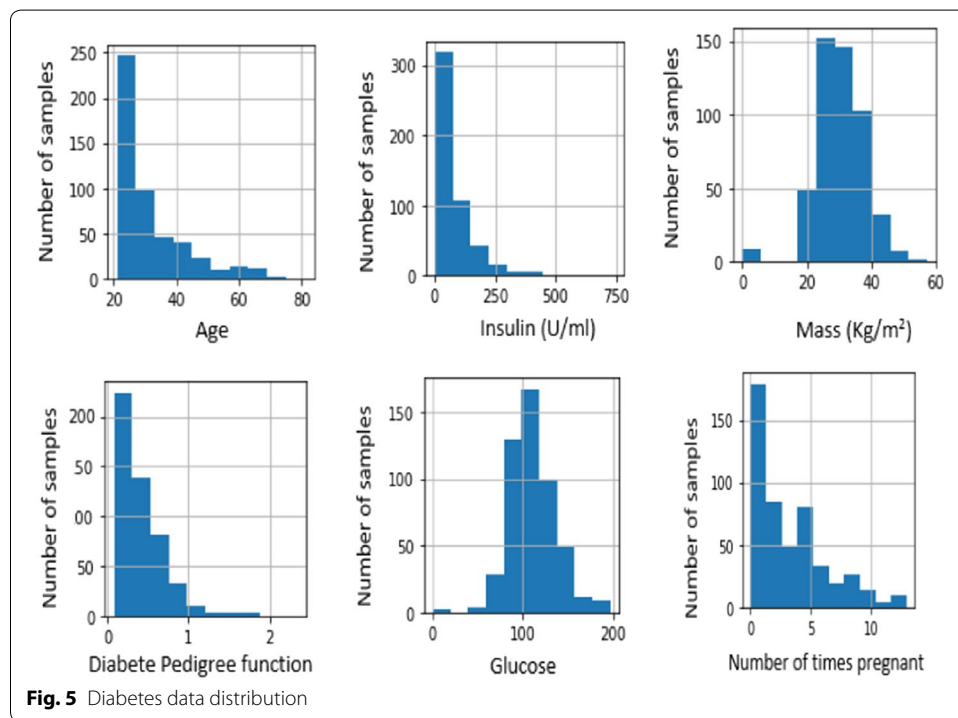 Number of samples
250
200
150
100
50
0
20 40 60 80
Age
Number of samples
300
200
100
0
0 250 500 750
Insulin (U/ml)
Number of samples
150
100
50
0
0 20 40 60
Mass (Kg/m²)
Number of samples
200
50
00
50
0
0 1 2
Diabete Pedigree function
Number of samples
150
100
50
0
0 100 200
Glucose
Number of samples
150
100
50
0
0 5 10
Number of times pregnant
Fig. 5 Diabetes data distribution